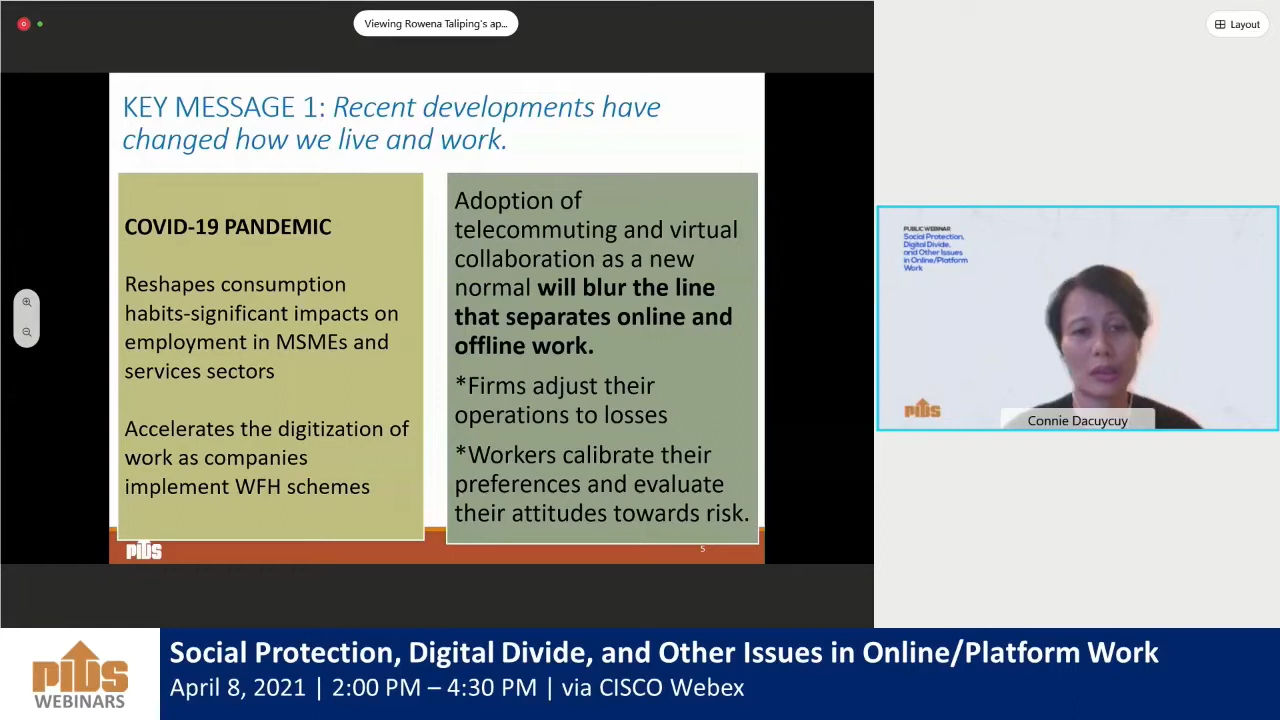 Viewing Rowena Taliping's ap...
Layout
KEY MESSAGE 1: Recent developments have
changed how we live and work.
COVID-19 PANDEMIC
Reshapes consumption
habits-significant impacts on
employment in MSMEs and
services sectors
Accelerates the digitization of
work as companies
implement WFH schemes
Adoption of
telecommuting and virtual
collaboration as a new
normal will blur the line
that separates online and
offline work.
*Firms adjust their
operations to losses
*Workers calibrate their
preferences and evaluate
their attitudes towards risk.
PIDS
5
PUBLIC WEBINAR
Social Protection,
Digital Divide,
and Other Issues
in Online/Platform
Work
PIDS
Connie Dacuycuy
PIDS
WEBINARS
Social Protection, Digital Divide, and Other Issues in Online/Platform Work
April 8, 2021 | 2:00 PM – 4:30 PM | via CISCO Webex